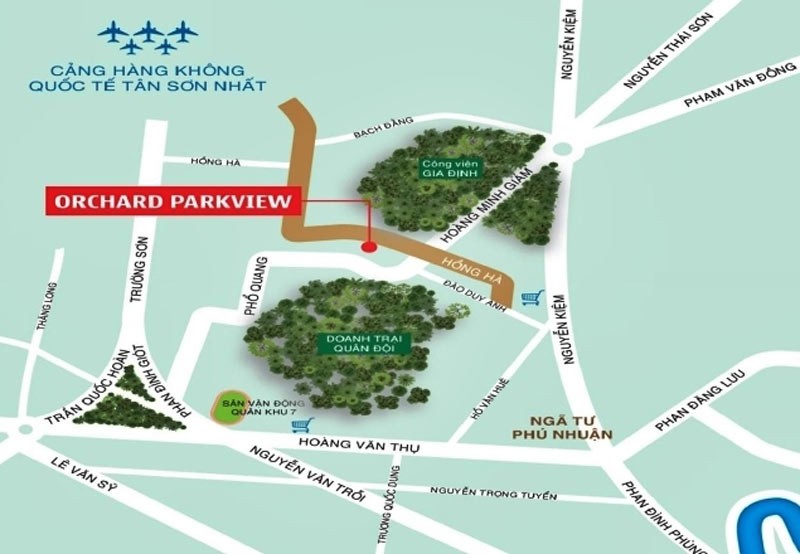 CẢNG HÀNG KHÔNG
QUỐC TẾ TÂN SƠN NHẤT
NGUYỄN KIỆM
NGUYỄN THÁI SƠN
PHẠM VĂN ĐỒNG
BẠCH ĐẰNG
HỒNG HÀ
Công viên
GIA ĐỊNH
HOÀNG MINH GIÁM
ORCHARD PARKVIEW
TRƯỜNG SƠN
PHỔ QUANG
HỒNG HÀ
ĐÀO DUY ANH
THĂNG LONG
NGUYỄN KIỆM
DOANH TRẠI
QUÂN ĐỘI
TRẦN QUỐC HOÀN
PHAN ĐÌNH GIÓT
SÂN VẬN ĐỘNG
QUÂN KHU 7
HỒ VĂN HUÊ
PHAN ĐĂNG LƯU
NGÃ TƯ
PHÚ NHUẬN
HOÀNG VĂN THỤ
LÊ VĂN SỸ
NGUYỄN VĂN TRỖI
TRƯƠNG QUỐC DUNG
NGUYỄN TRỌNG TUYỂN
PHAN ĐÌNH PHÙNG